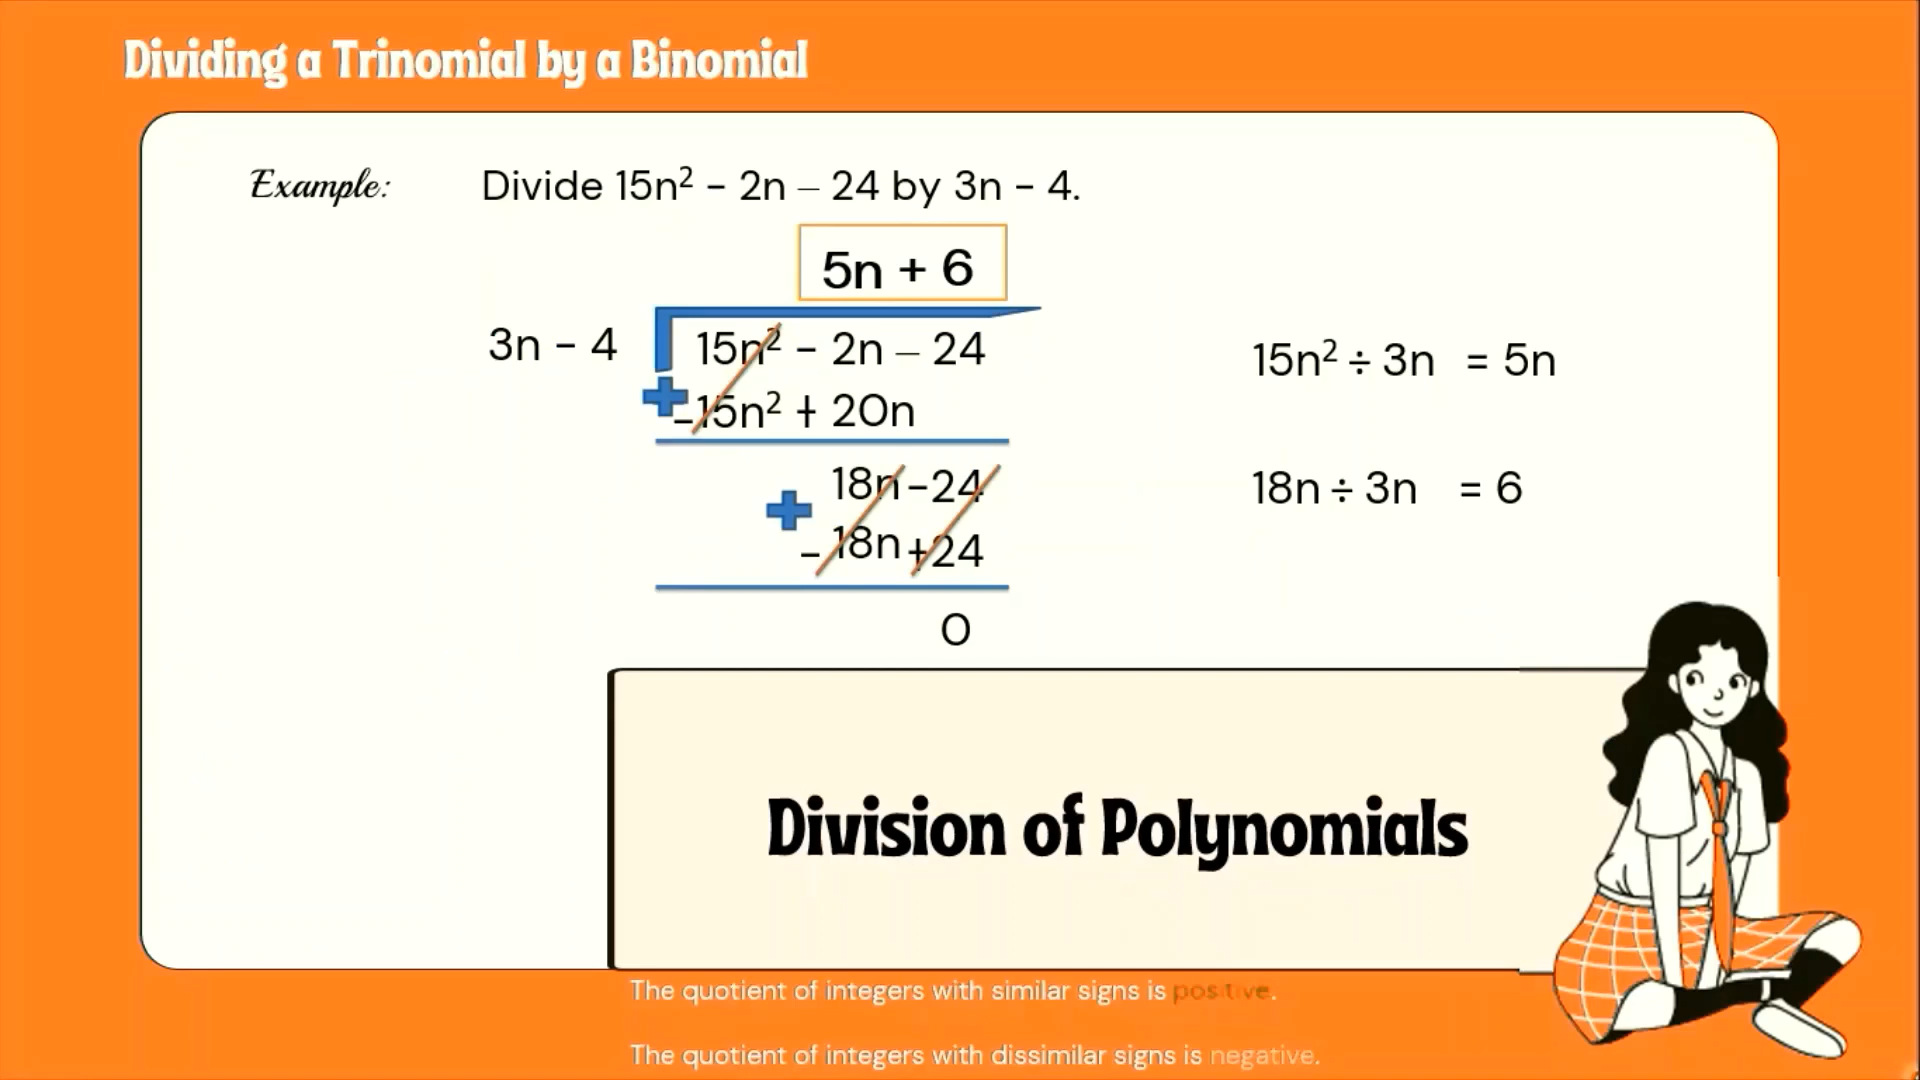 Dividing a Trinomial by a Binomial
Example: Divide 15n² - 2n – 24 by 3n - 4.
5n + 6
3n - 4 15n² - 2n – 24 15n² ÷ 3n = 5n
+ -15n² + 20n
18n-24 18n ÷ 3n = 6
+ - 18n+24
0
Division of Polynomials
The quotient of integers with similar signs is positive.
The quotient of integers with dissimilar signs is negative.